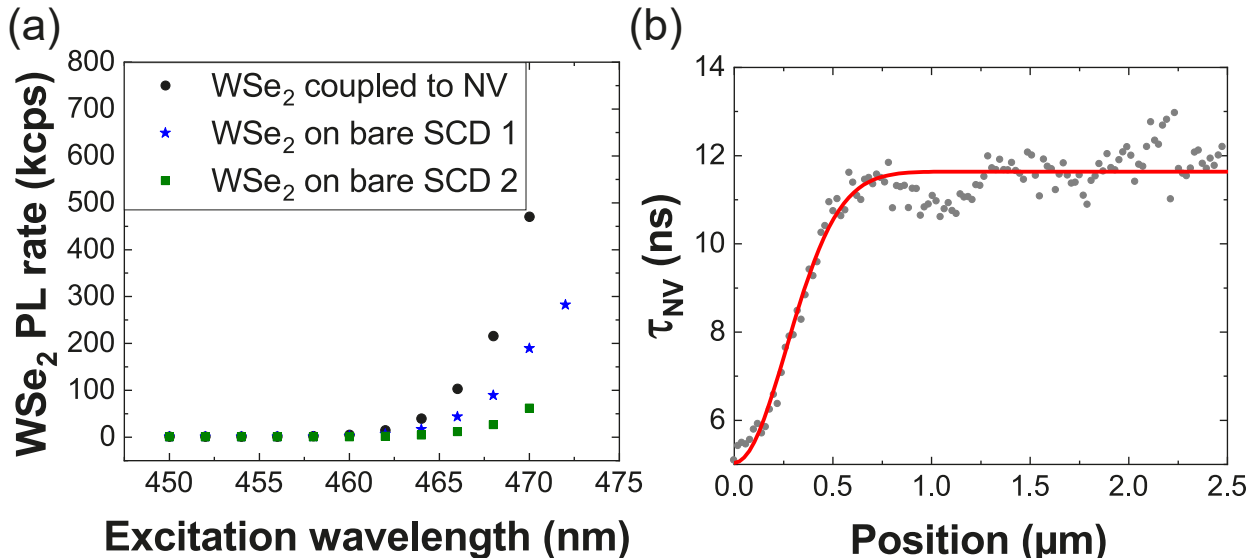 (a)
WSe₂ PL rate (kcps)
800
700
600
500
400
300
200
100
0
WSe₂ coupled to NV
WSe₂ on bare SCD 1
WSe₂ on bare SCD 2
450 455 460 465 470 475
Excitation wavelength (nm)
(b)
τNV (ns)
14
12
10
8
6
0.0 0.5 1.0 1.5 2.0 2.5
Position (µm)